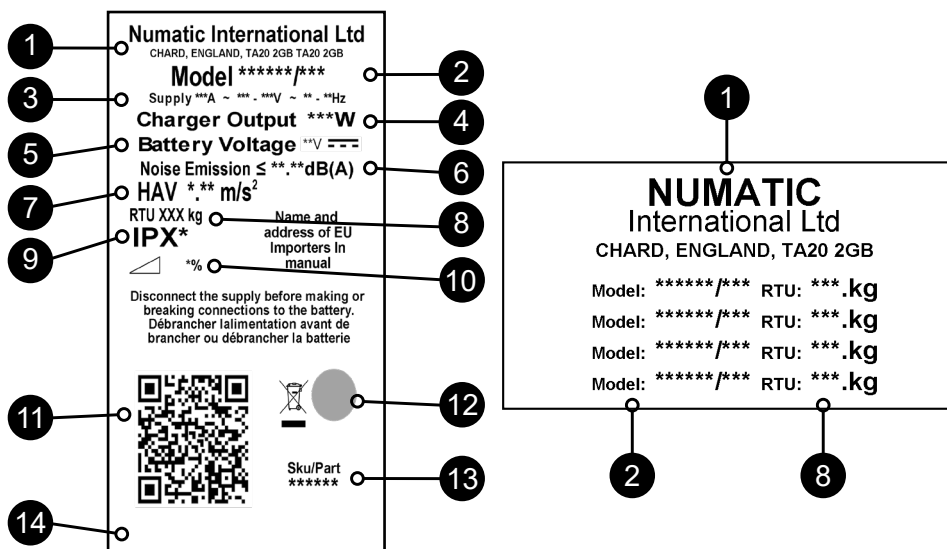 1
Numatic International Ltd
CHARD, ENGLAND, TA20 2GB TA20 2GB
Model ******/***
2
3
Supply ***A ~ *** - ***V ~ ** - **Hz
Charger Output ***W
4
5
Battery Voltage **V
Noise Emission ≤ **.**dB(A)
6
7
HAV *.** m/s²
RTU XXX kg
8
9
IPX*
Name and
address of EU
Importers In
manual
*%
10
Disconnect the supply before making or
breaking connections to the battery.
Débrancher lalimentation avant de
brancher ou débrancher la batterie
11
12
Sku/Part
******
13
14
1
NUMATIC
International Ltd
CHARD, ENGLAND, TA20 2GB
Model: ******/*** RTU: ***.kg
Model: ******/*** RTU: ***.kg
Model: ******/*** RTU: ***.kg
Model: ******/*** RTU: ***.kg
2
8